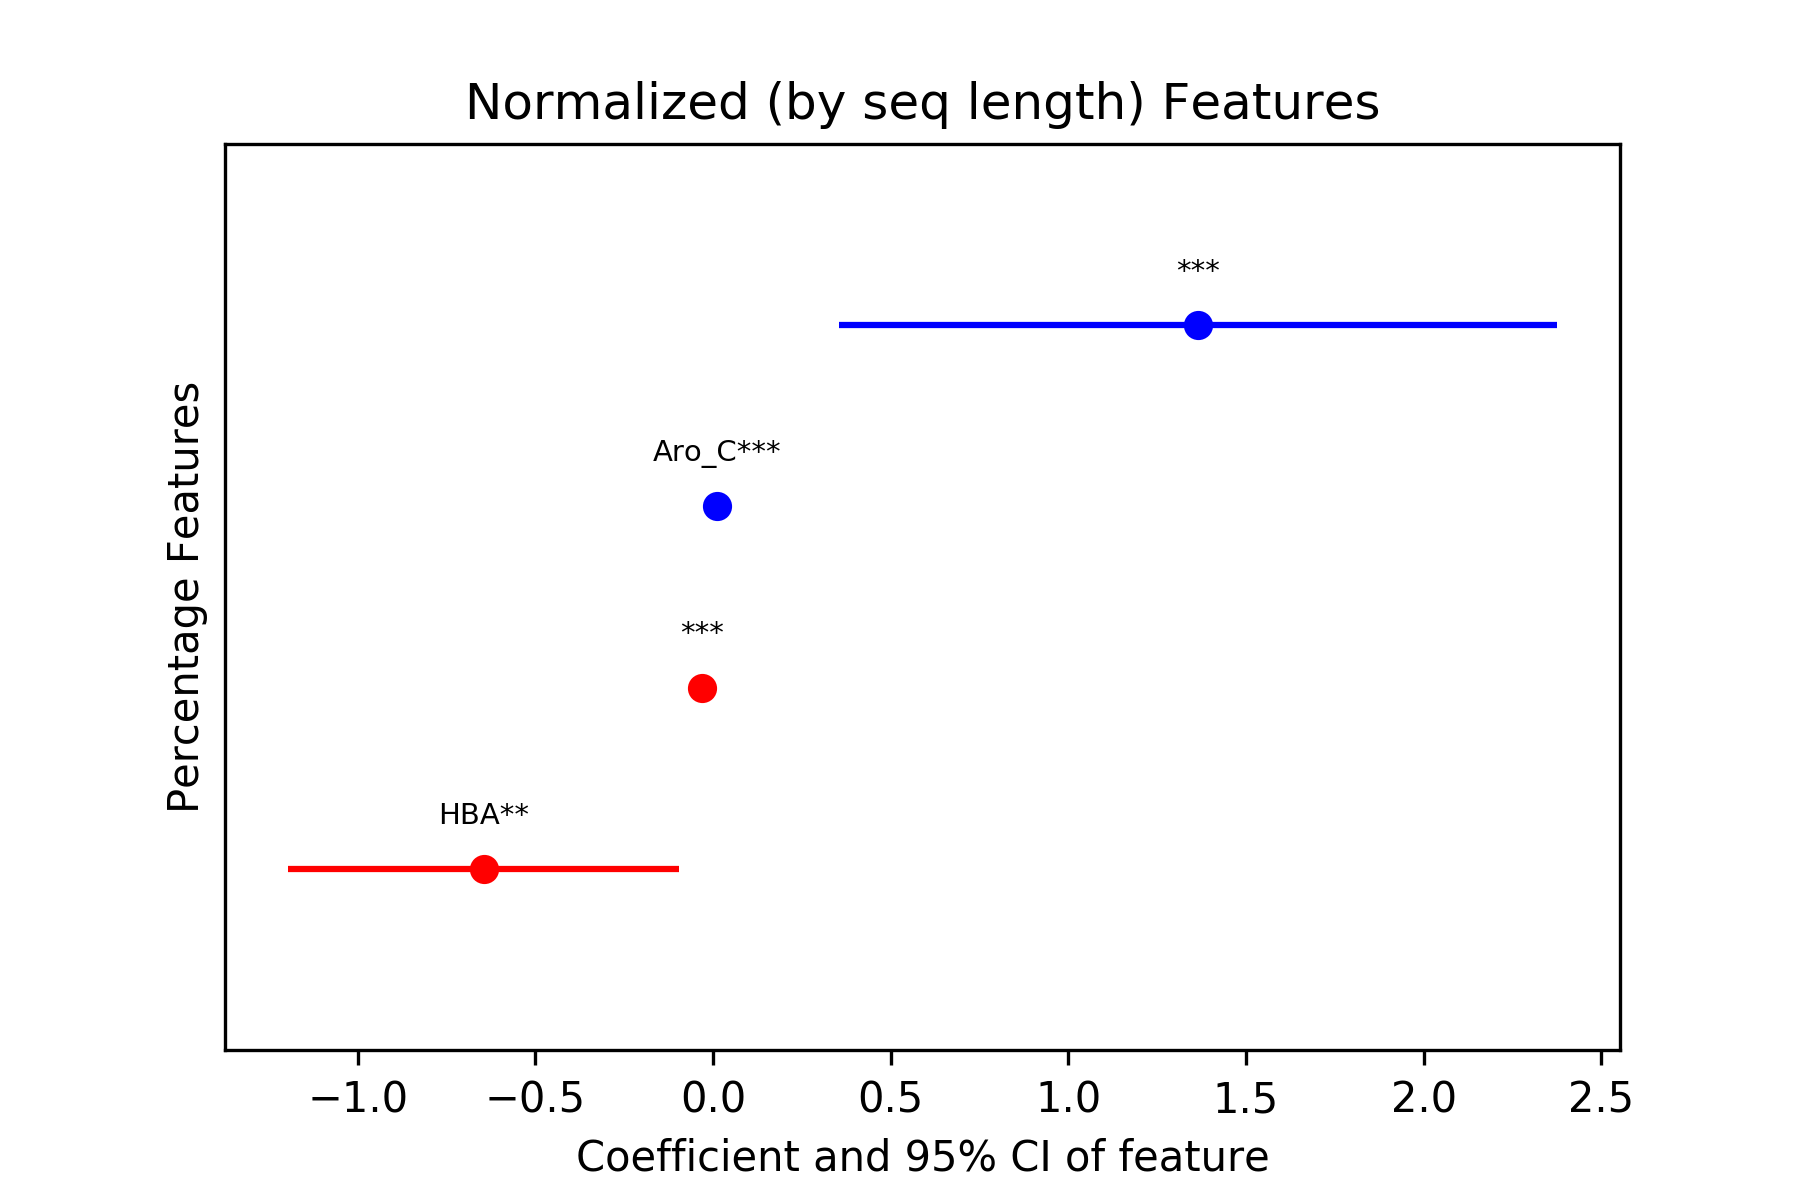 Normalized (by seq length) Features
***
Aro_C***
***
HBA**
Percentage Features
−1.0 −0.5 0.0 0.5 1.0 1.5 2.0 2.5
Coefficient and 95% CI of feature